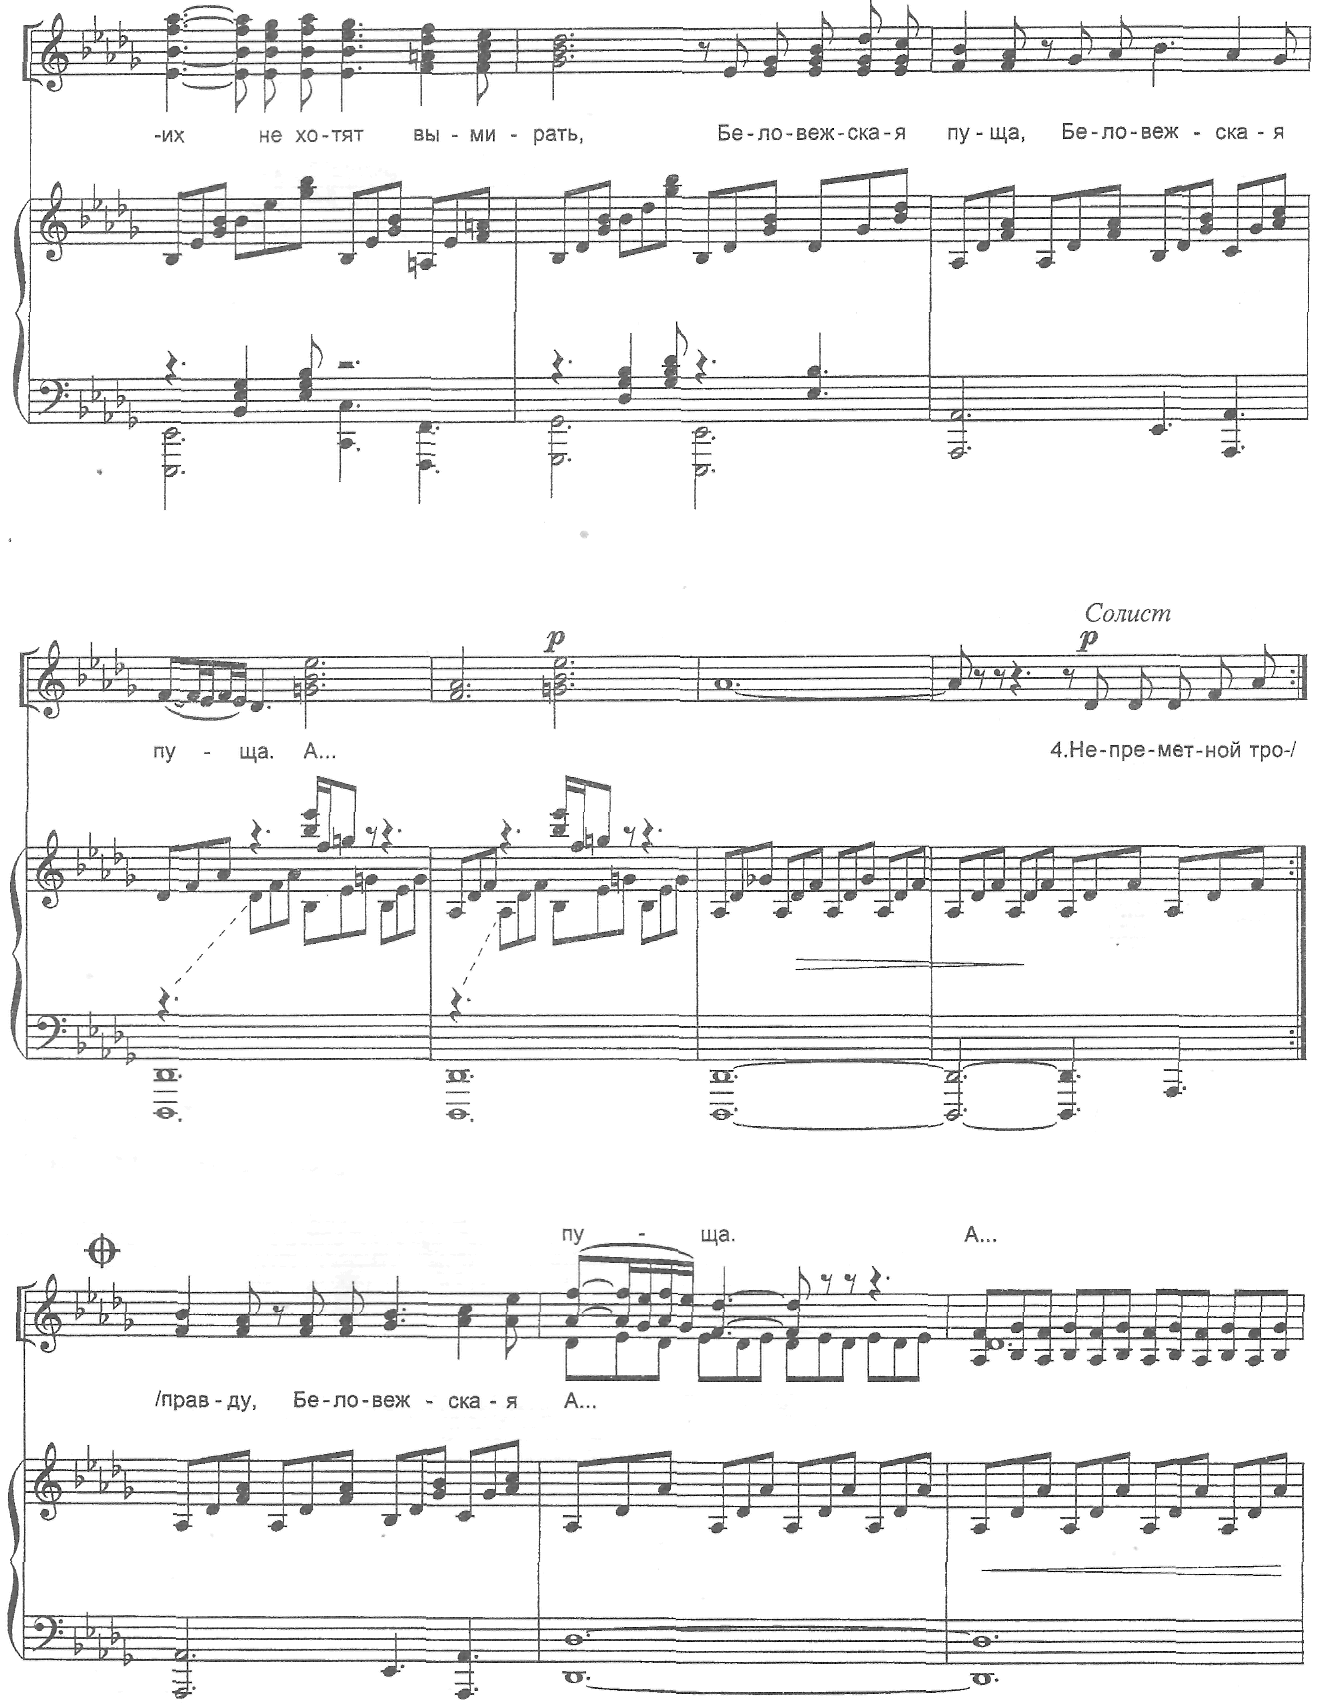 -их не хо-тят вы - ми - рать, Бе-ло-веж-ска-я пу-ща, Бе-ло-веж - ска-я
Солист
p p
пу - ща. А... 4.Не-пре-мет-ной тро-/
пу - ща. А...
/прав-ду, Бе-ло-веж - ска-я А...